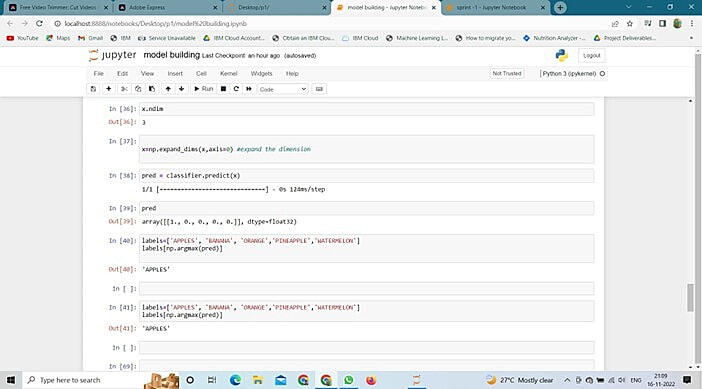 Free Video Trimmer: Cut Videos
Adobe Express
Desktop/p1/
model building - Jupyter Notebo
sprint -1 - Jupyter Notebook
localhost:8888/notebooks/Desktop/p1/model%20building.ipynb
YouTube Maps Gmail IBM Service Unavailable IBM Cloud Account... Obtain an IBM Clou... IBM Cloud Machine Learning L... How to migrate yo... Nutrition Analyzer -... Project Deliverables...
jupyter model building Last Checkpoint: an hour ago (autosaved)
Logout
File Edit View Insert Cell Kernel Widgets Help
Not Trusted
Python 3 (ipykernel)
Run
Code
In [36]: x.ndim
Out[36]: 3
In [37]:
x=np.expand_dims(x,axis=0) #expand the dimension
In [38]: pred = classifier.predict(x)
1/1 [==============================] - 0s 124ms/step
In [39]: pred
Out[39]: array([[1., 0., 0., 0., 0.]], dtype=float32)
In [40]: labels=['APPLES', 'BANANA', 'ORANGE','PINEAPPLE','WATERMELON']
labels[np.argmax(pred)]
Out[40]: 'APPLES'
In [ ]:
In [41]: labels=['APPLES', 'BANANA', 'ORANGE','PINEAPPLE','WATERMELON']
labels[np.argmax(pred)]
Out[41]: 'APPLES'
In [ ]:
In [69]:
Type here to search
27°C Mostly clear
ENG
21:09
16-11-2022